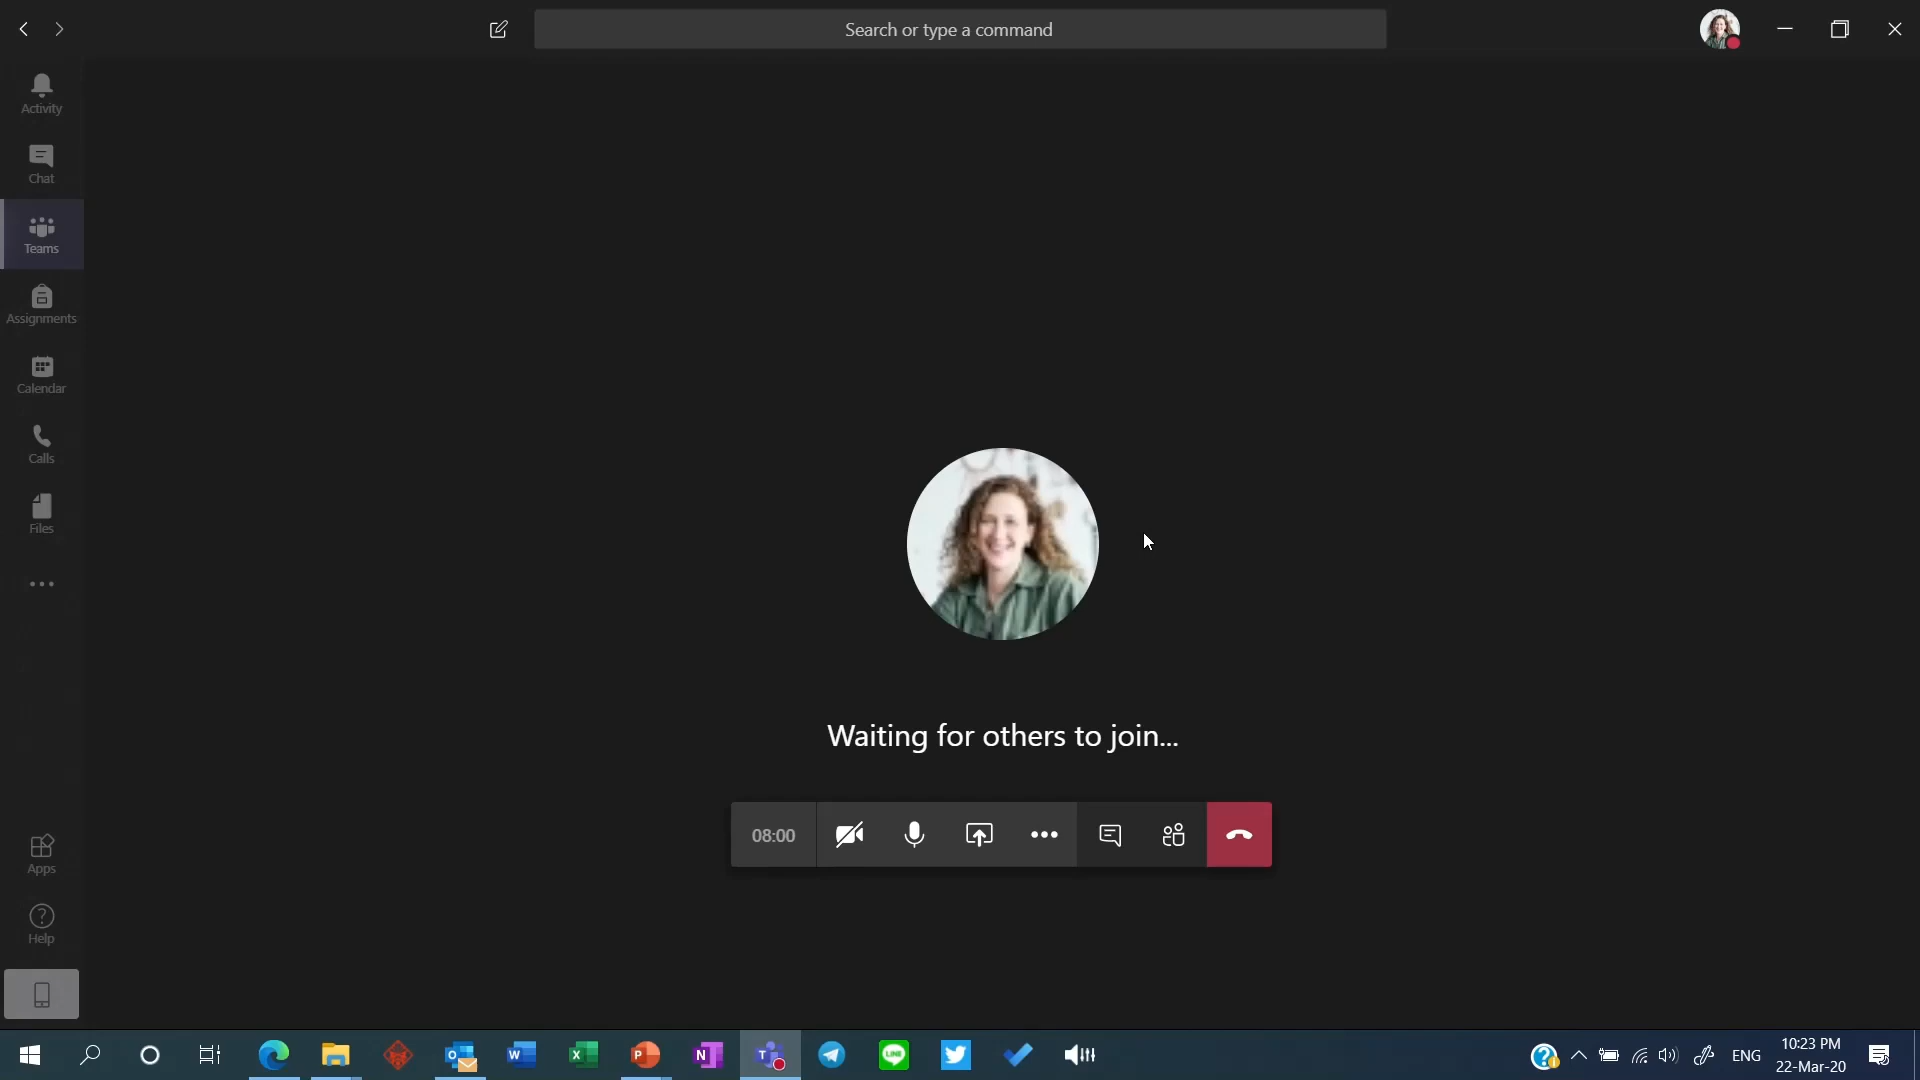 Search or type a command
Activity
Chat
Teams
Assignments
Calendar
Calls
Files
Waiting for others to join...
08:00
Apps
Help
ENG
10:23 PM
22-Mar-20